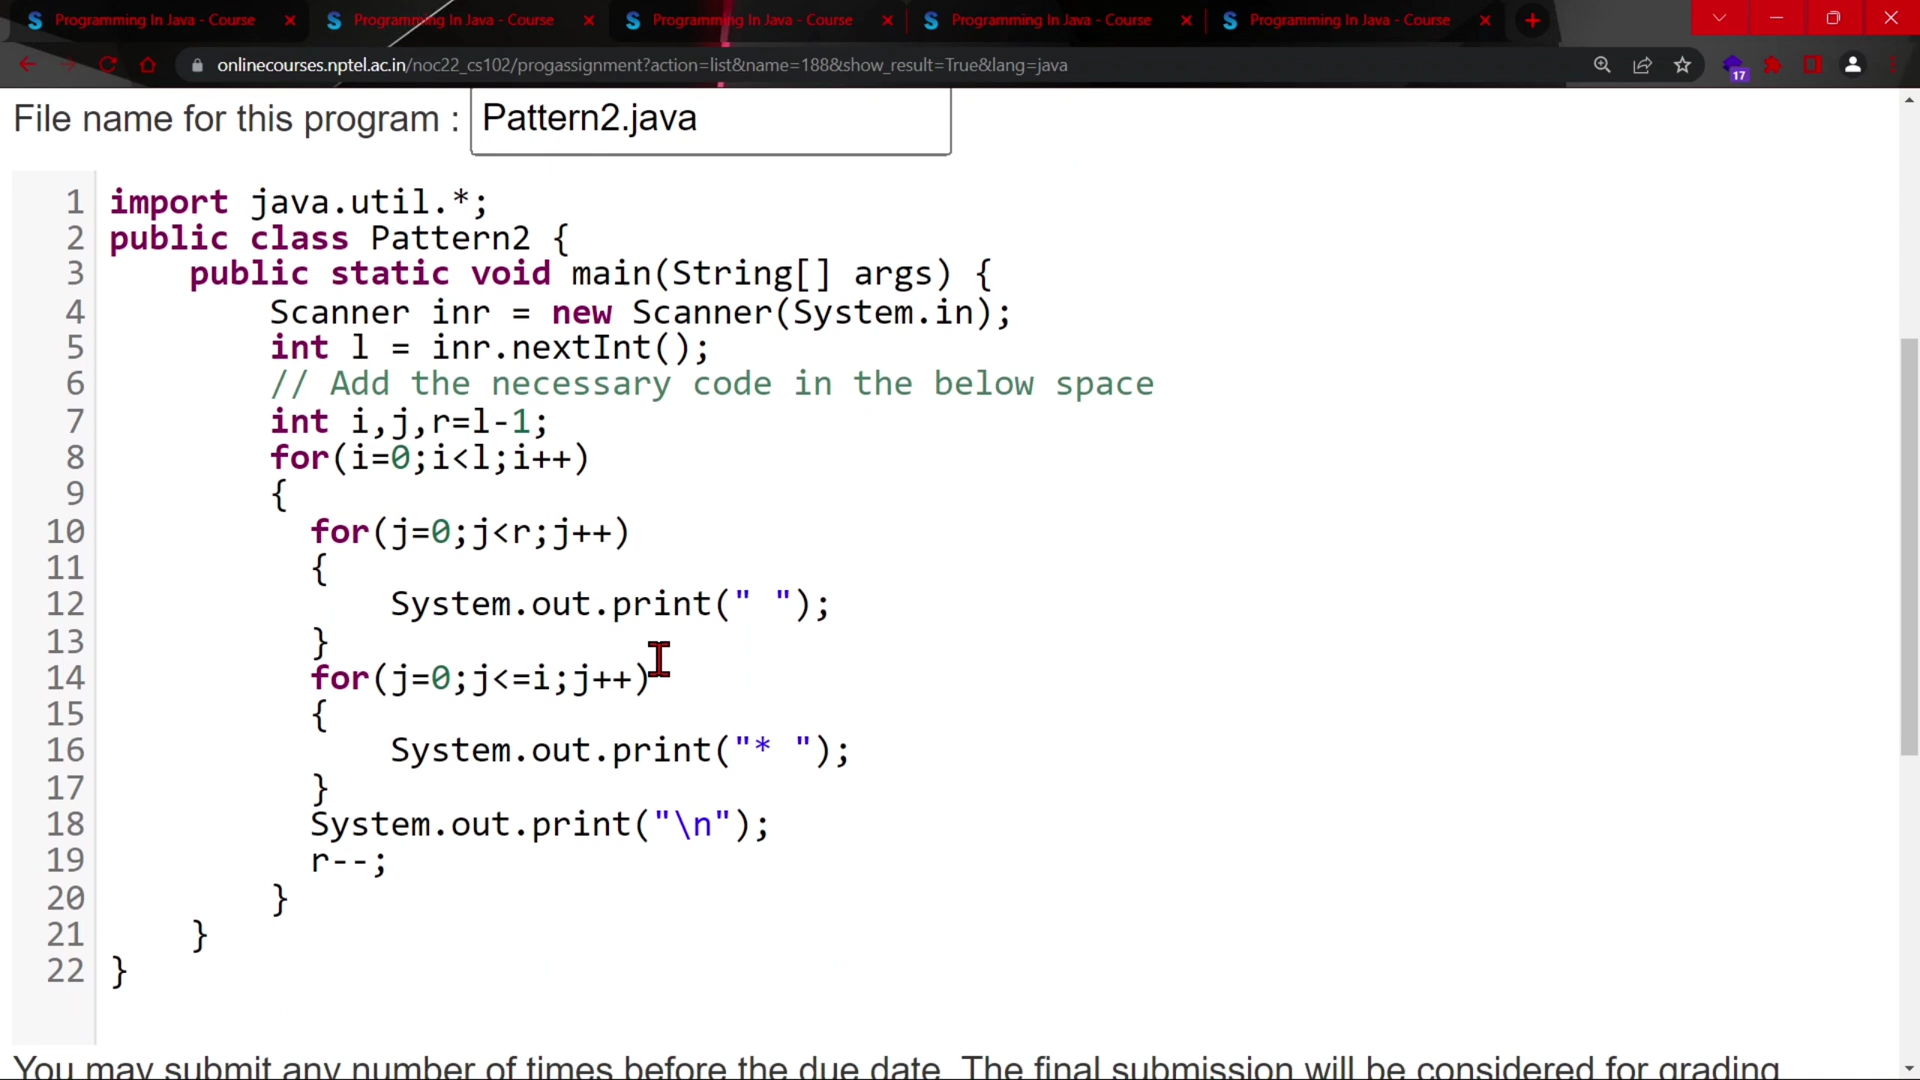 Programming In Java - Course Programming In Java - Course Programming In Java - Course Programming In Java - Course Programming In Java - Course
onlinecourses.nptel.ac.in/noc22_cs102/progassignment?action=list&name=188&show_result=True&lang=java
17
File name for this program : Pattern2.java
1 import java.util.*;
2 public class Pattern2 {
3 public static void main(String[] args) {
4 Scanner inr = new Scanner(System.in);
5 int l = inr.nextInt();
6 // Add the necessary code in the below space
7 int i,j,r=l-1;
8 for(i=0;i<l;i++)
9 {
10 for(j=0;j<r;j++)
11 {
12 System.out.print(" ");
13 }
14 for(j=0;j<=i;j++)
15 {
16 System.out.print("* ");
17 }
18 System.out.print("\n");
19 r--;
20 }
21 }
22 }
You may submit any number of times before the due date. The final submission will be considered for grading